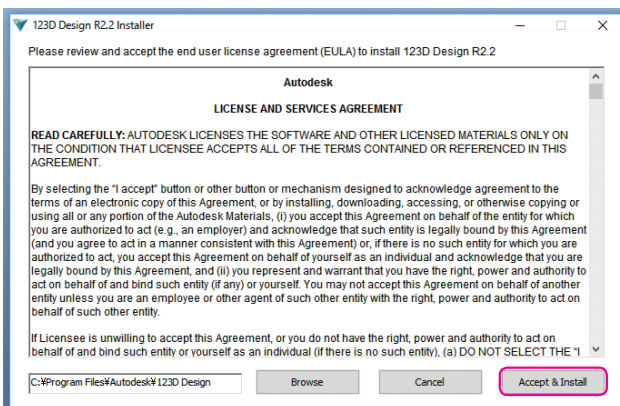 123D Design R2.2 Installer
Please review and accept the end user license agreement (EULA) to install 123D Design R2.2
Autodesk
LICENSE AND SERVICES AGREEMENT
READ CAREFULLY: AUTODESK LICENSES THE SOFTWARE AND OTHER LICENSED MATERIALS ONLY ON
THE CONDITION THAT LICENSEE ACCEPTS ALL OF THE TERMS CONTAINED OR REFERENCED IN THIS
AGREEMENT.
By selecting the "I accept" button or other button or mechanism designed to acknowledge agreement to the
terms of an electronic copy of this Agreement, or by installing, downloading, accessing, or otherwise copying or
using all or any portion of the Autodesk Materials, (i) you accept this Agreement on behalf of the entity for which
you are authorized to act (e.g., an employer) and acknowledge that such entity is legally bound by this Agreement
(and you agree to act in a manner consistent with this Agreement) or, if there is no such entity for which you are
authorized to act, you accept this Agreement on behalf of yourself as an individual and acknowledge that you are
legally bound by this Agreement, and (ii) you represent and warrant that you have the right, power and authority to
act on behalf of and bind such entity (if any) or yourself. You may not accept this Agreement on behalf of another
entity unless you are an employee or other agent of such other entity with the right, power and authority to act on
behalf of such other entity.
If Licensee is unwilling to accept this Agreement, or you do not have the right, power and authority to act on
behalf of and bind such entity or yourself as an individual (if there is no such entity), (a) DO NOT SELECT THE "I
C:¥Program Files¥Autodesk¥123D Design
Browse
Cancel
Accept & Install